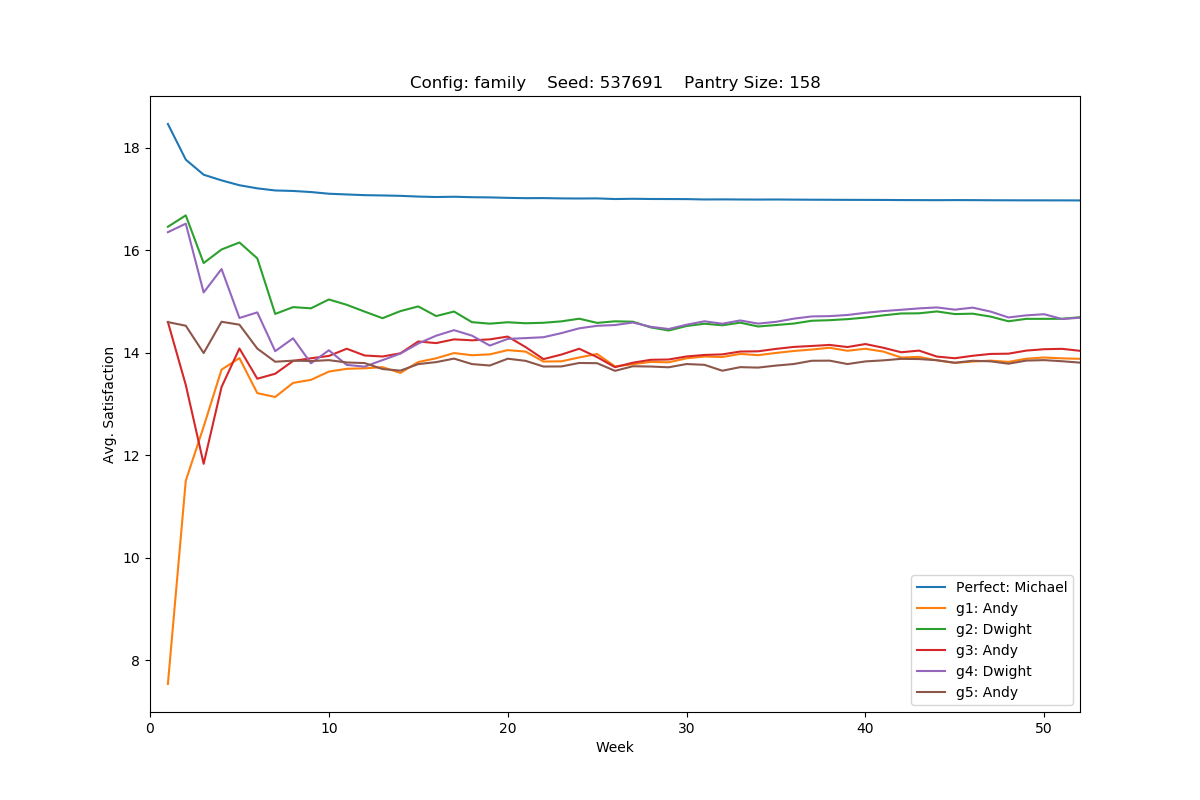 Config: family    Seed: 537691    Pantry Size: 158
Avg. Satisfaction
18
16
14
12
10
8
Perfect: Michael
g1: Andy
g2: Dwight
g3: Andy
g4: Dwight
g5: Andy
0 10 20 30 40 50
Week